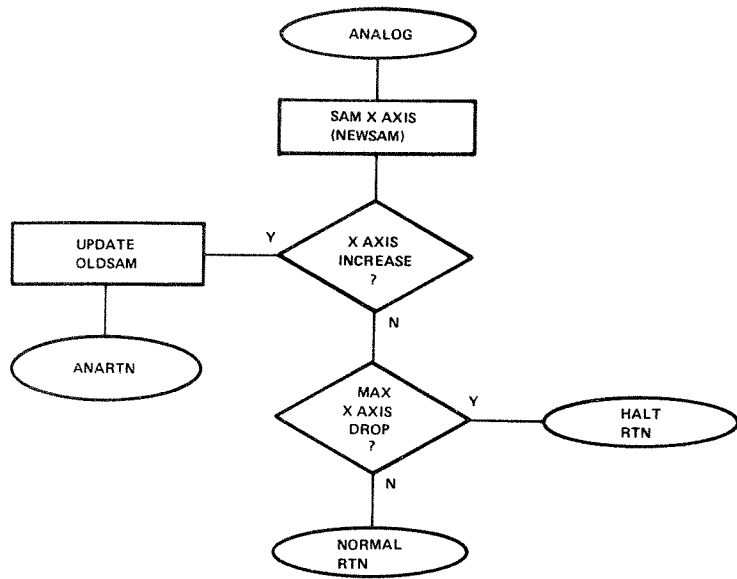 ANALOG
SAM X AXIS
(NEWSAM)
X AXIS
INCREASE
?
Y
UPDATE
OLDSAM
ANARTN
N
MAX
X AXIS
DROP
?
Y
HALT
RTN
N
NORMAL
RTN